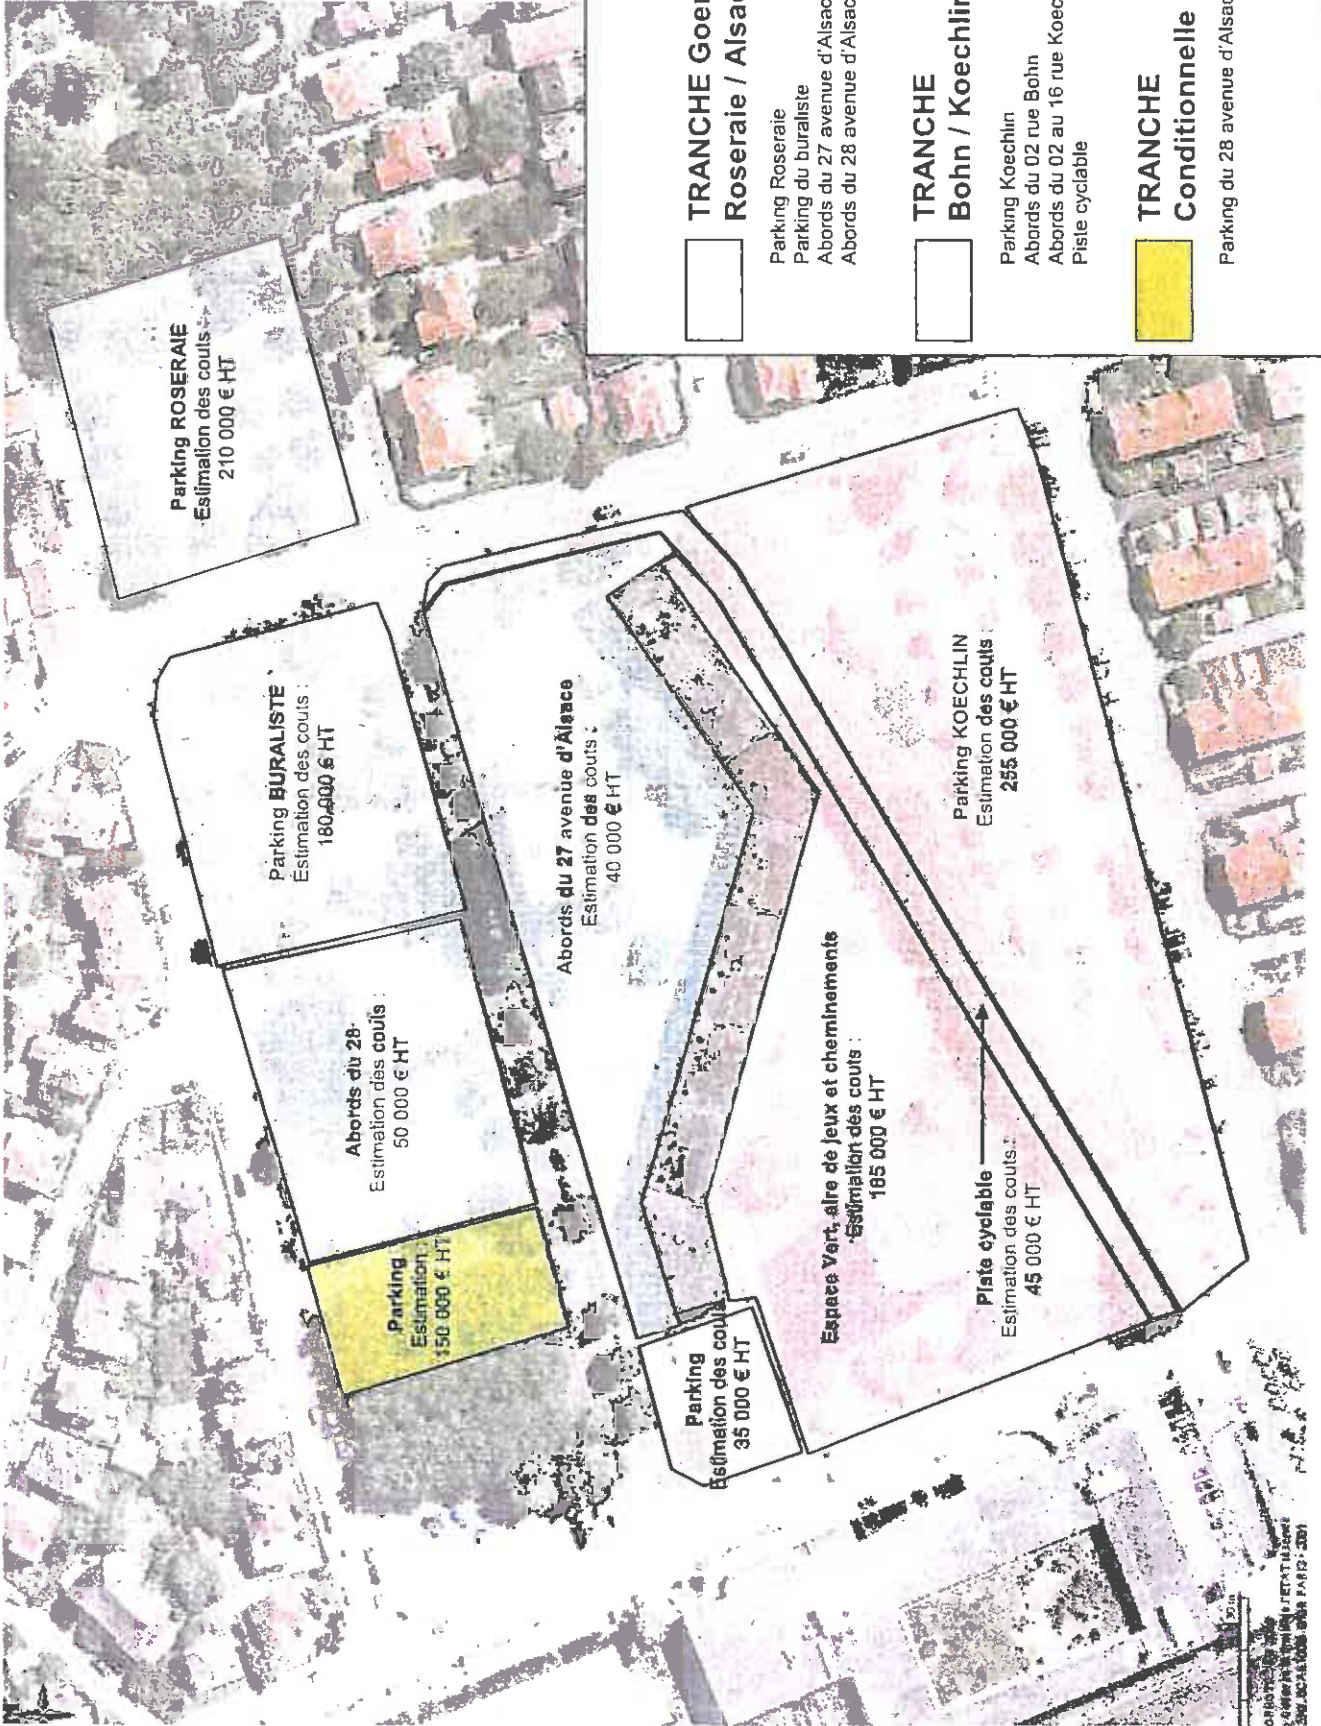 Parking ROSERAIE
Estimation des couts :
210 000 € HT
Parking BURALISTE
Estimation des couts :
180 000 € HT
Abords du 28
Estimation des couts :
50 000 € HT
Parking
Estimation :
150 000 € HT
Abords du 27 avenue d'Alsace
Estimation des couts :
40 000 € HT
Parking
Estimation des couts
35 000 € HT
Espace Vert, aire de jeux et cheminements
Estimation des couts :
185 000 € HT
Piste cyclable
Estimation des couts :
45 000 € HT
Parking KOECHLIN
Estimation des couts :
255 000 € HT
TRANCHE Goer
Roseraie / Alsac
Parking Roseraie
Parking du buraliste
Abords du 27 avenue d'Alsac
Abords du 28 avenue d'Alsac
TRANCHE
Bohn / Koechlin
Parking Koechlin
Abords du 02 rue Bohn
Abords du 02 au 16 rue Koec
Piste cyclable
TRANCHE
Conditionnelle
Parking du 28 avenue d'Alsac